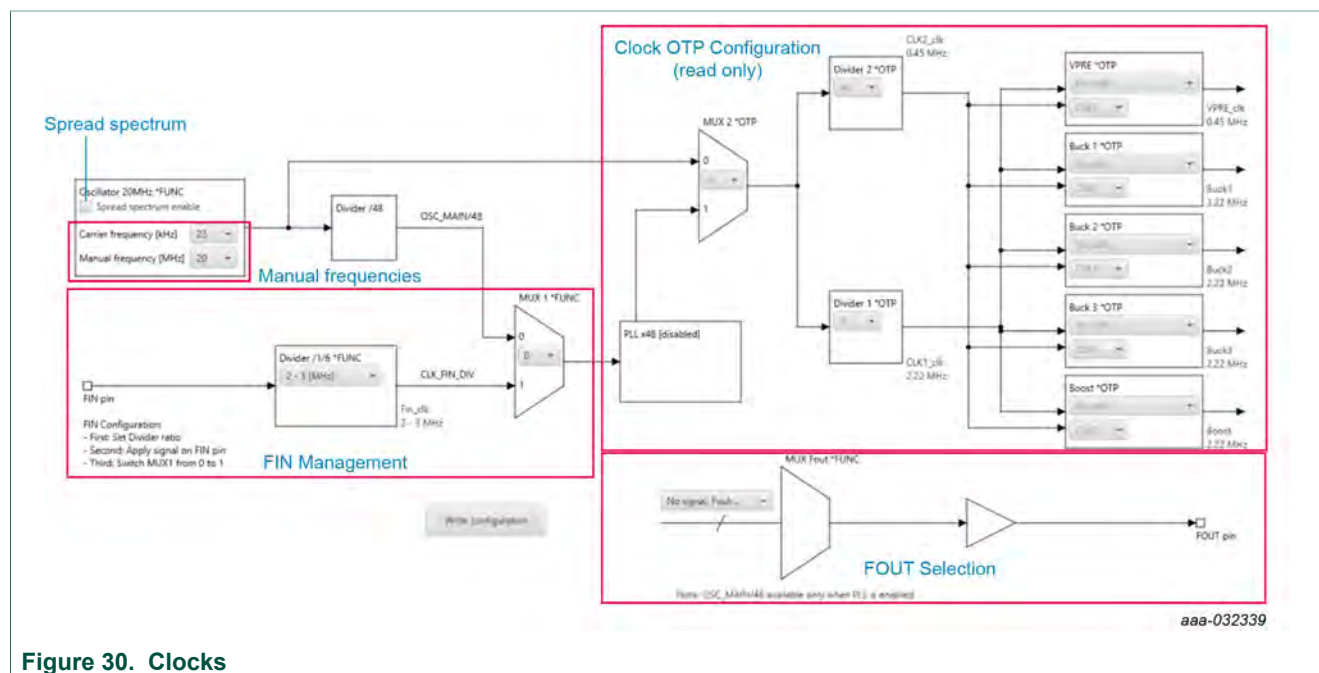 Clock OTP Configuration
(read only)
CLK2_clk
0.45 MHz
Divider 2 *OTP
VPRE *OTP
VPRE_clk
0.45 MHz
Spread spectrum
MUX 2 *OTP
0
1
Buck 1 *OTP
Buck1
2.22 MHz
Oscillator 20MHz *FUNC
Spread spectrum enable
Carrier frequency [kHz] 23
Manual frequency [MHz] 20
Divider /48
OSC_MAIN/48
Manual frequencies
Buck 2 *OTP
Buck2
2.22 MHz
MUX 1 *FUNC
0
0
1
PLL x48 [disabled]
Divider 1 *OTP
CLK1_clk
2.22 MHz
Buck 3 *OTP
Buck3
2.22 MHz
Divider /1/6 *FUNC
2 - 3 [MHz]
CLK_FIN_DIV
Fin_clk
2 - 3 MHz
FIN pin
Boost *OTP
Boost
2.22 MHz
FIN Configuration:
- First: Set Divider ratio
- Second: Apply signal on FIN pin
- Third: Switch MUX1 from 0 to 1
FIN Management
MUX Fout *FUNC
No signal, Fout...
FOUT pin
Write configuration
FOUT Selection
Note: OSC_MAIN/48 available only when PLL is enabled
aaa-032339
Figure 30. Clocks